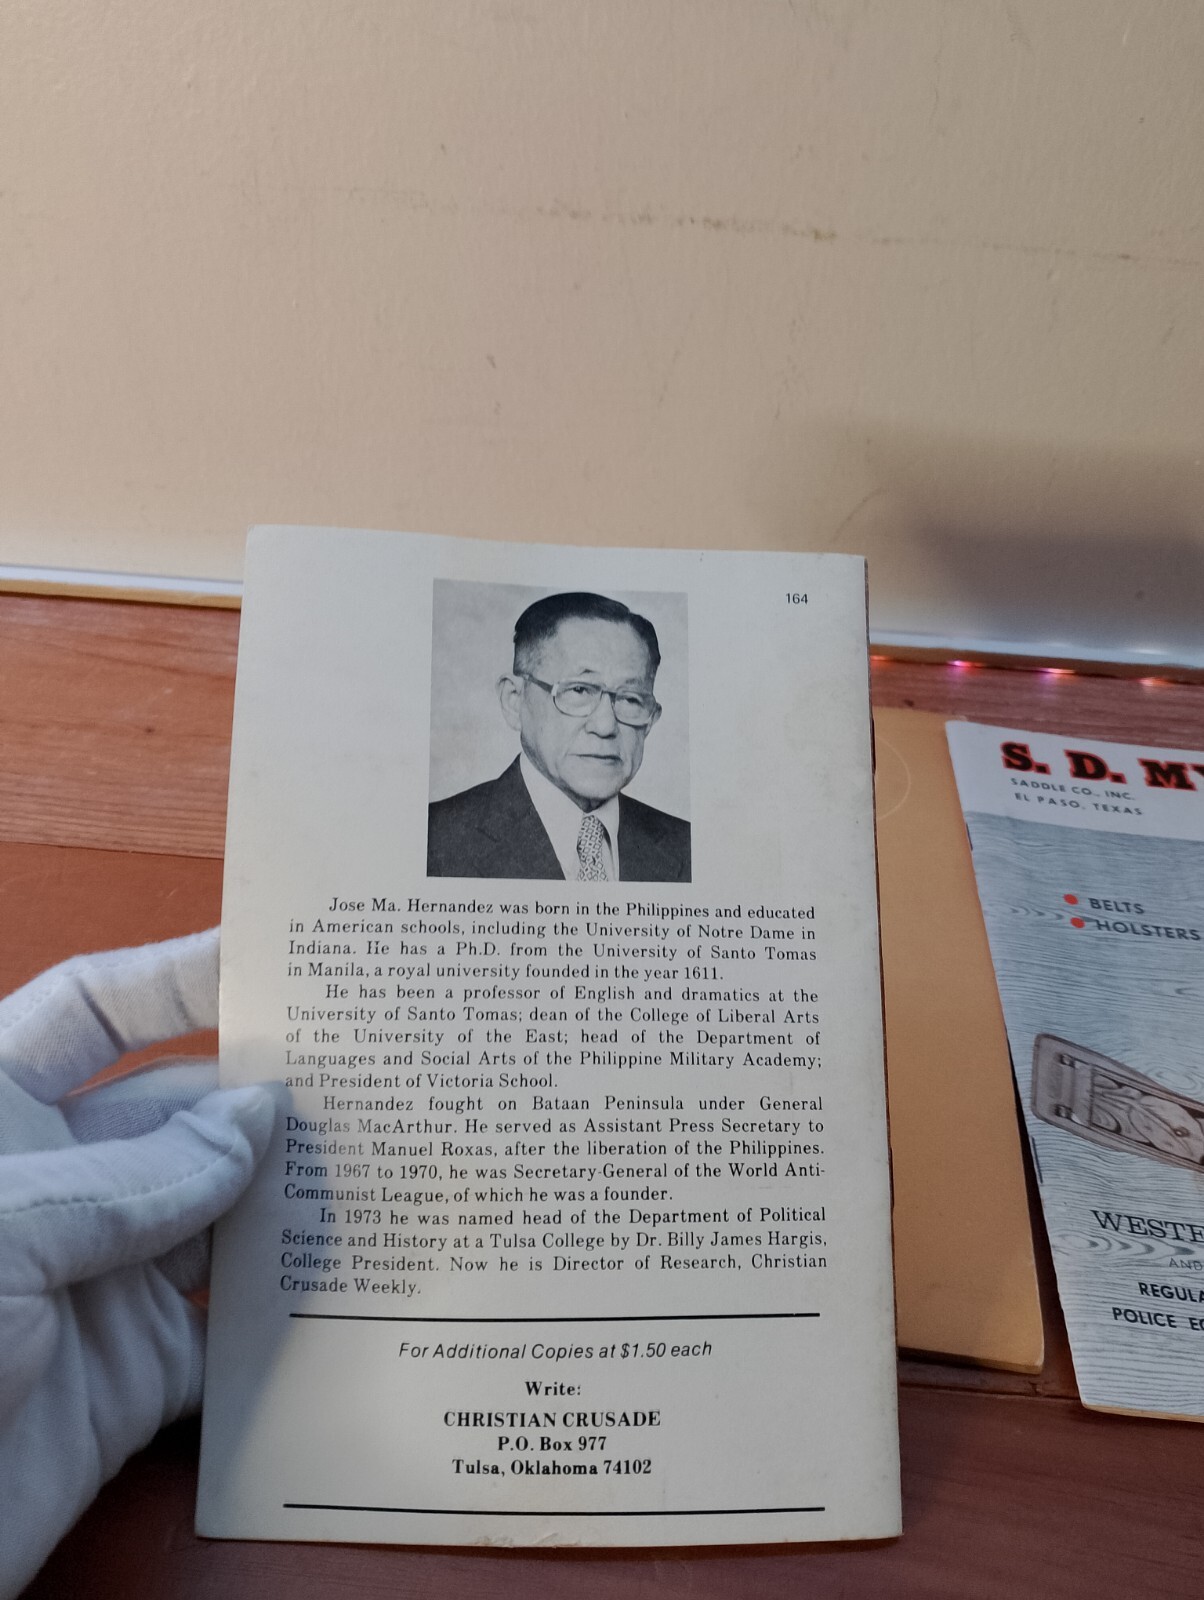 164
Jose Ma. Hernandez was born in the Philippines and educated
in American schools, including the University of Notre Dame in
Indiana. He has a Ph.D. from the University of Santo Tomas
in Manila, a royal university founded in the year 1611.
He has been a professor of English and dramatics at the
University of Santo Tomas; dean of the College of Liberal Arts
of the University of the East; head of the Department of
Languages and Social Arts of the Philippine Military Academy;
and President of Victoria School.
Hernandez fought on Bataan Peninsula under General
Douglas MacArthur. He served as Assistant Press Secretary to
President Manuel Roxas, after the liberation of the Philippines.
From 1967 to 1970, he was Secretary-General of the World Anti-
Communist League, of which he was a founder.
In 1973 he was named head of the Department of Political
Science and History at a Tulsa College by Dr. Billy James Hargis,
College President. Now he is Director of Research, Christian
Crusade Weekly.
For Additional Copies at $1.50 each
Write:
CHRISTIAN CRUSADE
P.O. Box 977
Tulsa, Oklahoma 74102
S. D. M
SADDLE CO., INC.
EL PASO, TEXAS
BELTS
HOLSTERS
WESTE
AND
REGULA
POLICE E